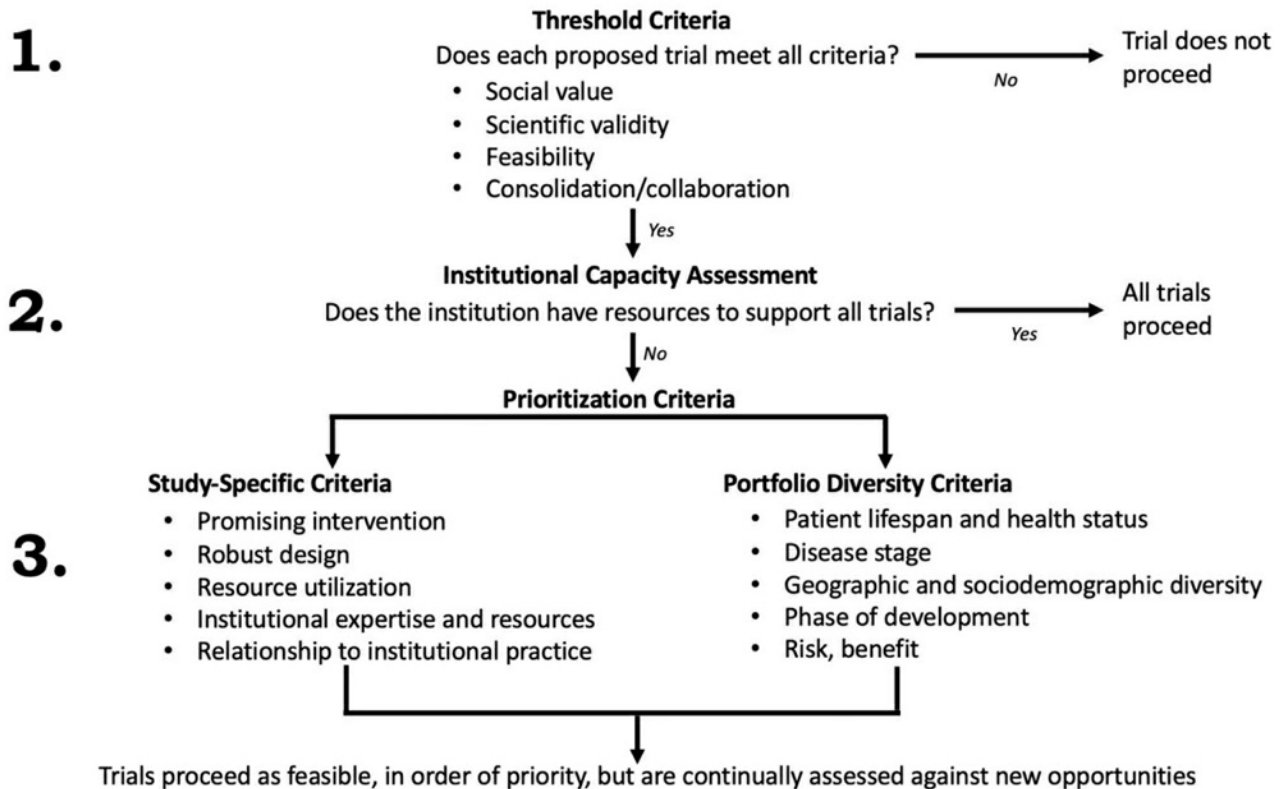 1.
Threshold Criteria
Does each proposed trial meet all criteria?
No
Trial does not
proceed
• Social value
• Scientific validity
• Feasibility
• Consolidation/collaboration
Yes
2.
Institutional Capacity Assessment
Does the institution have resources to support all trials?
Yes
All trials
proceed
No
Prioritization Criteria
3.
Study-Specific Criteria
• Promising intervention
• Robust design
• Resource utilization
• Institutional expertise and resources
• Relationship to institutional practice
Portfolio Diversity Criteria
• Patient lifespan and health status
• Disease stage
• Geographic and sociodemographic diversity
• Phase of development
• Risk, benefit
Trials proceed as feasible, in order of priority, but are continually assessed against new opportunities